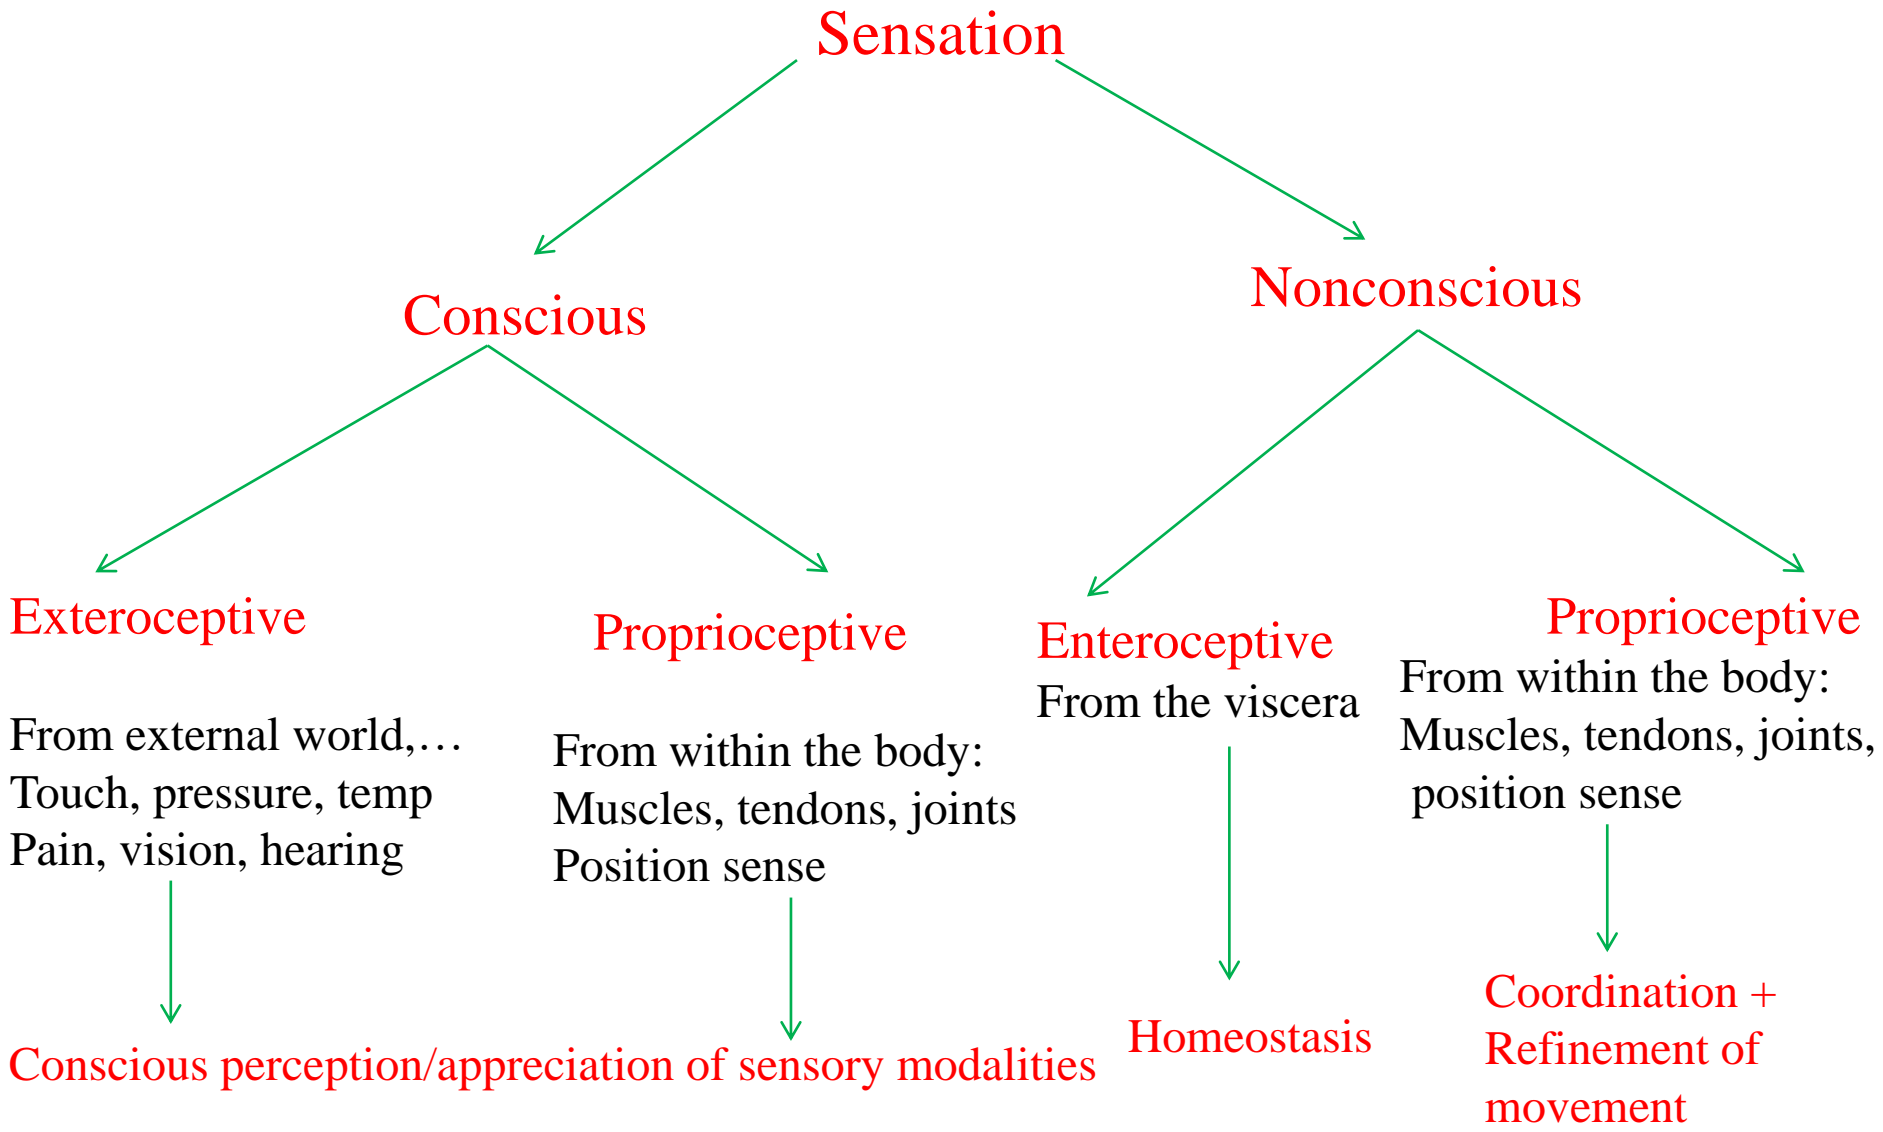 Sensation
Conscious
Nonconscious
Exteroceptive
From external world,…
Touch, pressure, temp
Pain, vision, hearing
Proprioceptive
From within the body:
Muscles, tendons, joints
Position sense
Conscious perception/appreciation of sensory modalities
Enteroceptive
From the viscera
Homeostasis
Proprioceptive
From within the body:
Muscles, tendons, joints,
position sense
Coordination +
Refinement of
movement